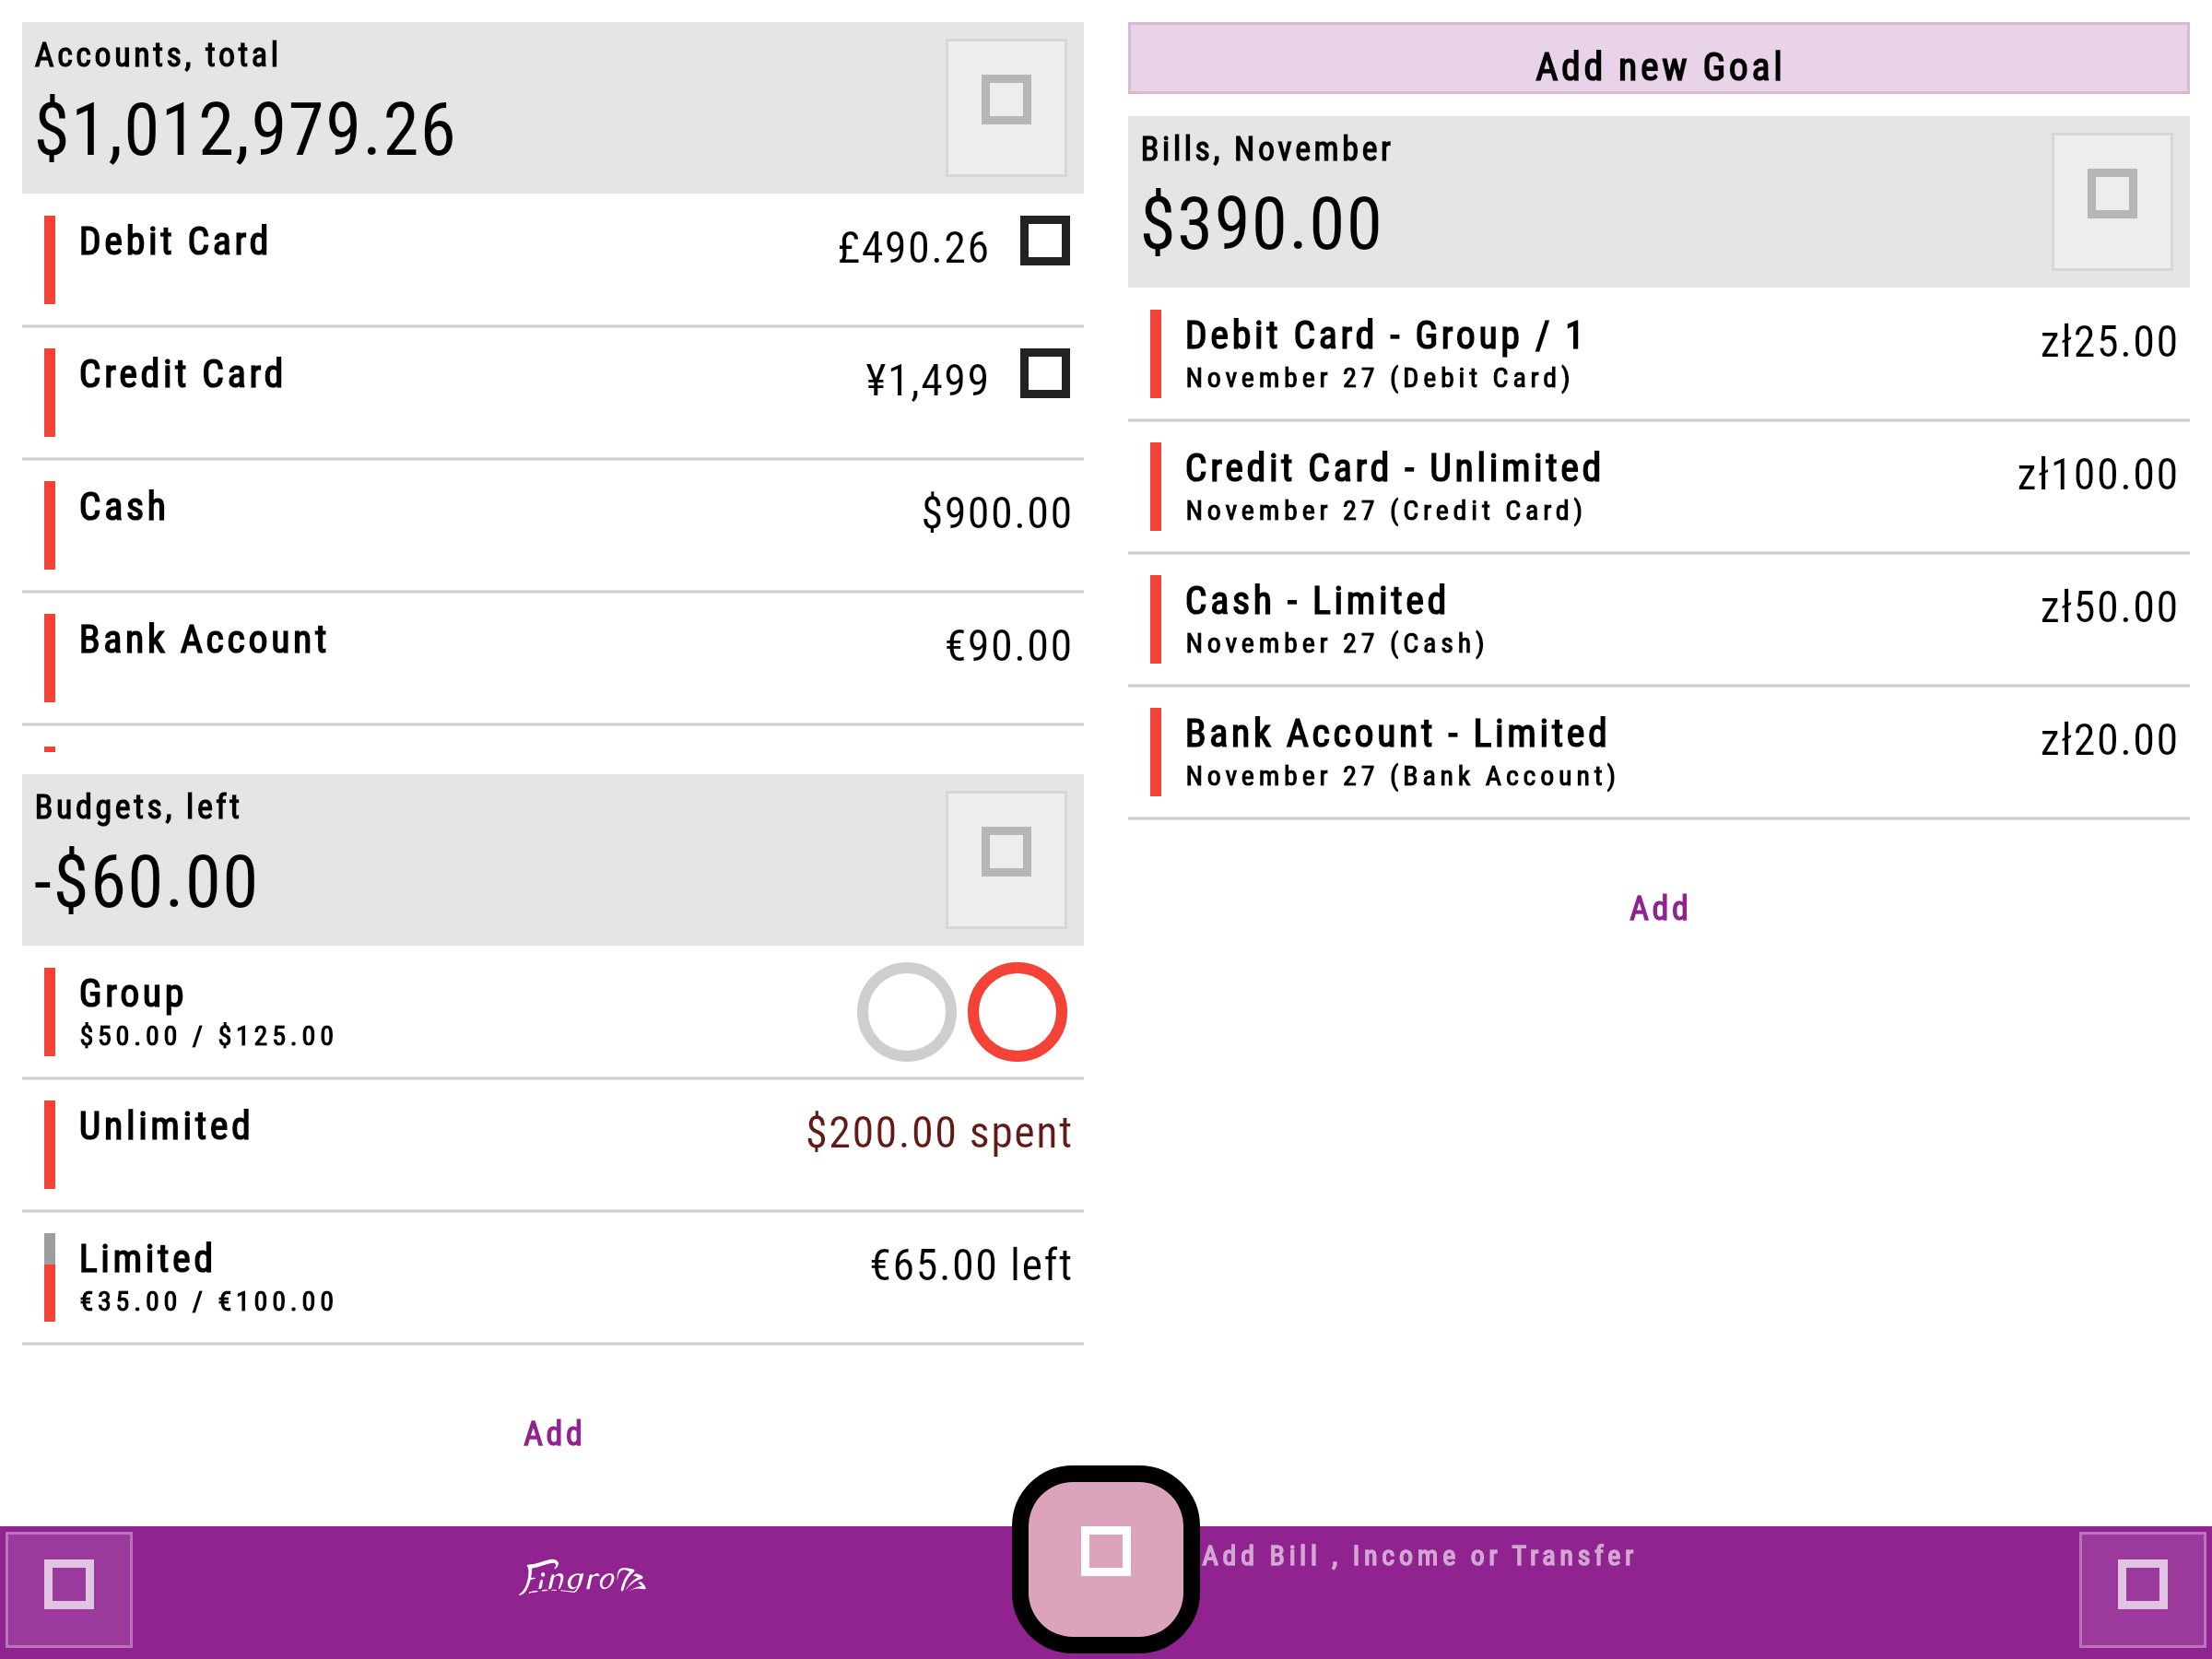 Accounts, total
$1,012,979.26
Debit Card
£490.26
Credit Card
¥1,499
Cash
$900.00
Bank Account
€90.00
Budgets, left
-$60.00
Group
$50.00 / $125.00
Unlimited
$200.00 spent
Limited
€65.00 left
€35.00 / €100.00
Add
Add new Goal
Bills, November
$390.00
Debit Card - Group / 1
zł25.00
November 27 (Debit Card)
Credit Card - Unlimited
zł100.00
November 27 (Credit Card)
Cash - Limited
zł50.00
November 27 (Cash)
Bank Account - Limited
zł20.00
November 27 (Bank Account)
Add
Fingro
Add Bill , Income or Transfer